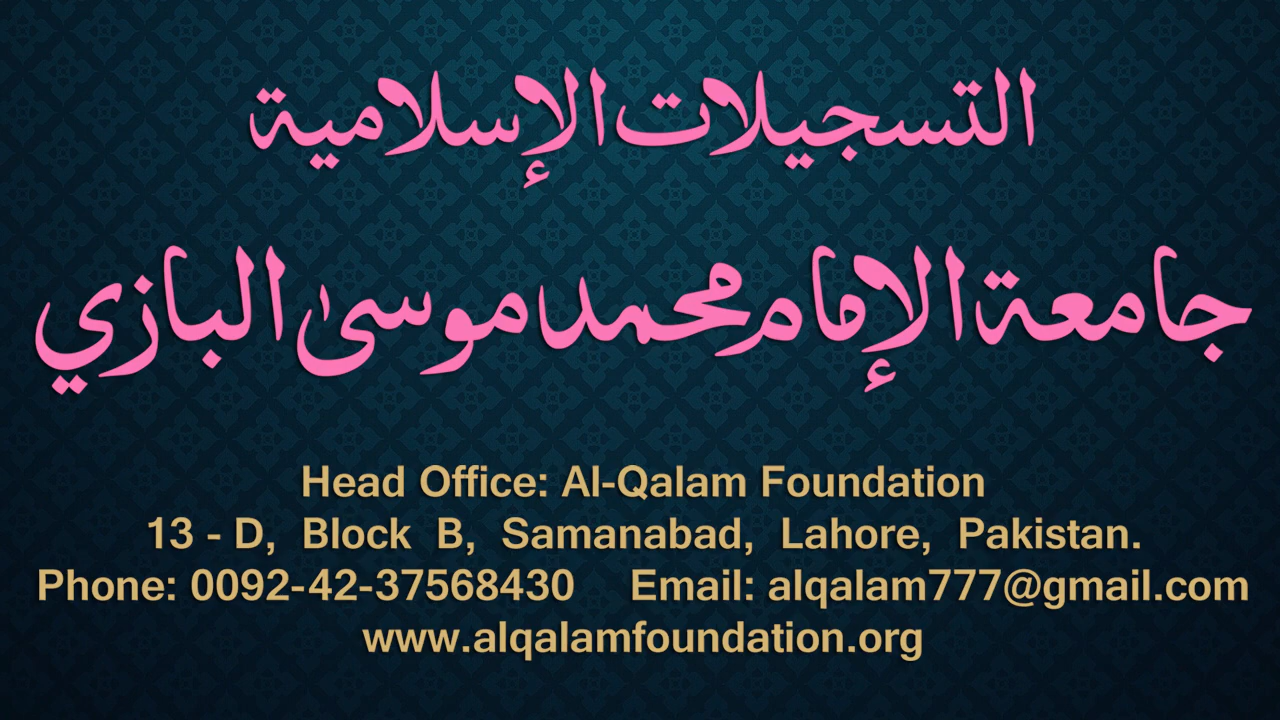 التسجيلات الإسلامية
جامعة الإمام محمد موسىٰ البازي
Head Office: Al-Qalam Foundation
13 - D, Block B, Samanabad, Lahore, Pakistan.
Phone: 0092-42-37568430 Email: alqalam777@gmail.com
www.alqalamfoundation.org